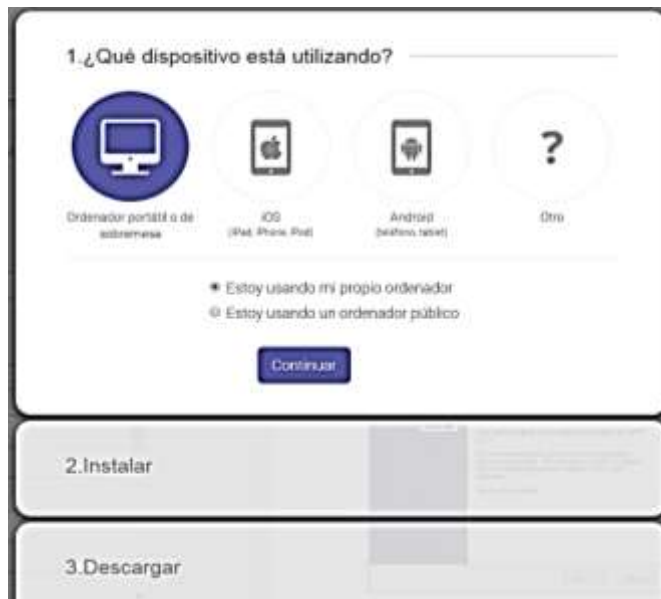 1.¿Qué dispositivo está utilizando?
?
Ordenador portátil o de
sobremesa
iOS
(iPad, iPhone, iPod)
Android
(teléfono, tablet)
Otro
Estoy usando mi propio ordenador
Estoy usando un ordenador público
Continuar
2.Instalar
3.Descargar